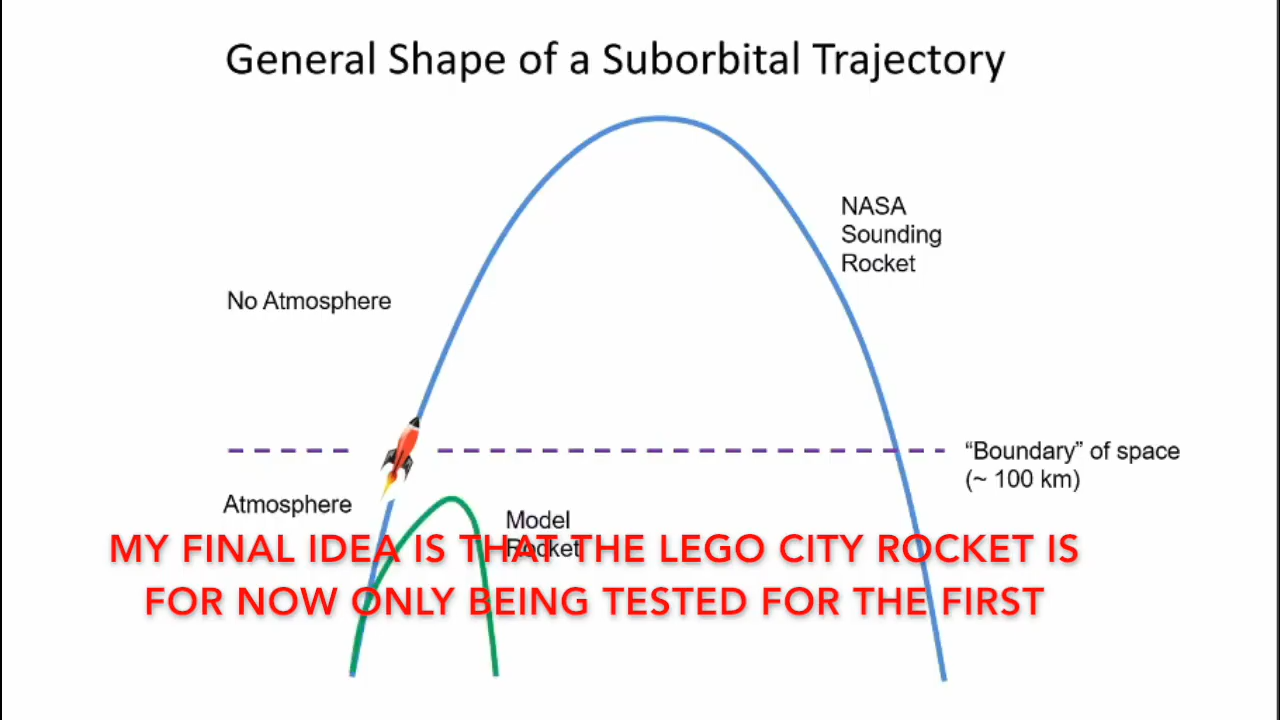 General Shape of a Suborbital Trajectory
NASA
Sounding
Rocket
No Atmosphere
“Boundary” of space
(~ 100 km)
Atmosphere
Model
Rocket
MY FINAL IDEA IS THAT THE LEGO CITY ROCKET IS
FOR NOW ONLY BEING TESTED FOR THE FIRST